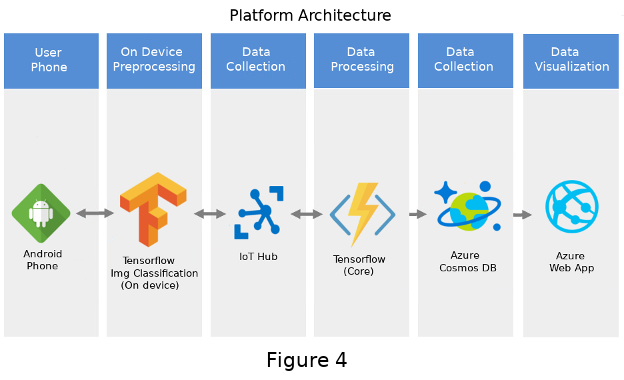 Platform Architecture
User
Phone
On Device
Preprocessing
Data
Collection
Data
Processing
Data
Collection
Data
Visualization
Android
Phone
Tensorflow
Img Classification
(On device)
IoT Hub
Tensorflow
(Core)
Azure
Cosmos DB
Azure
Web App
Figure 4